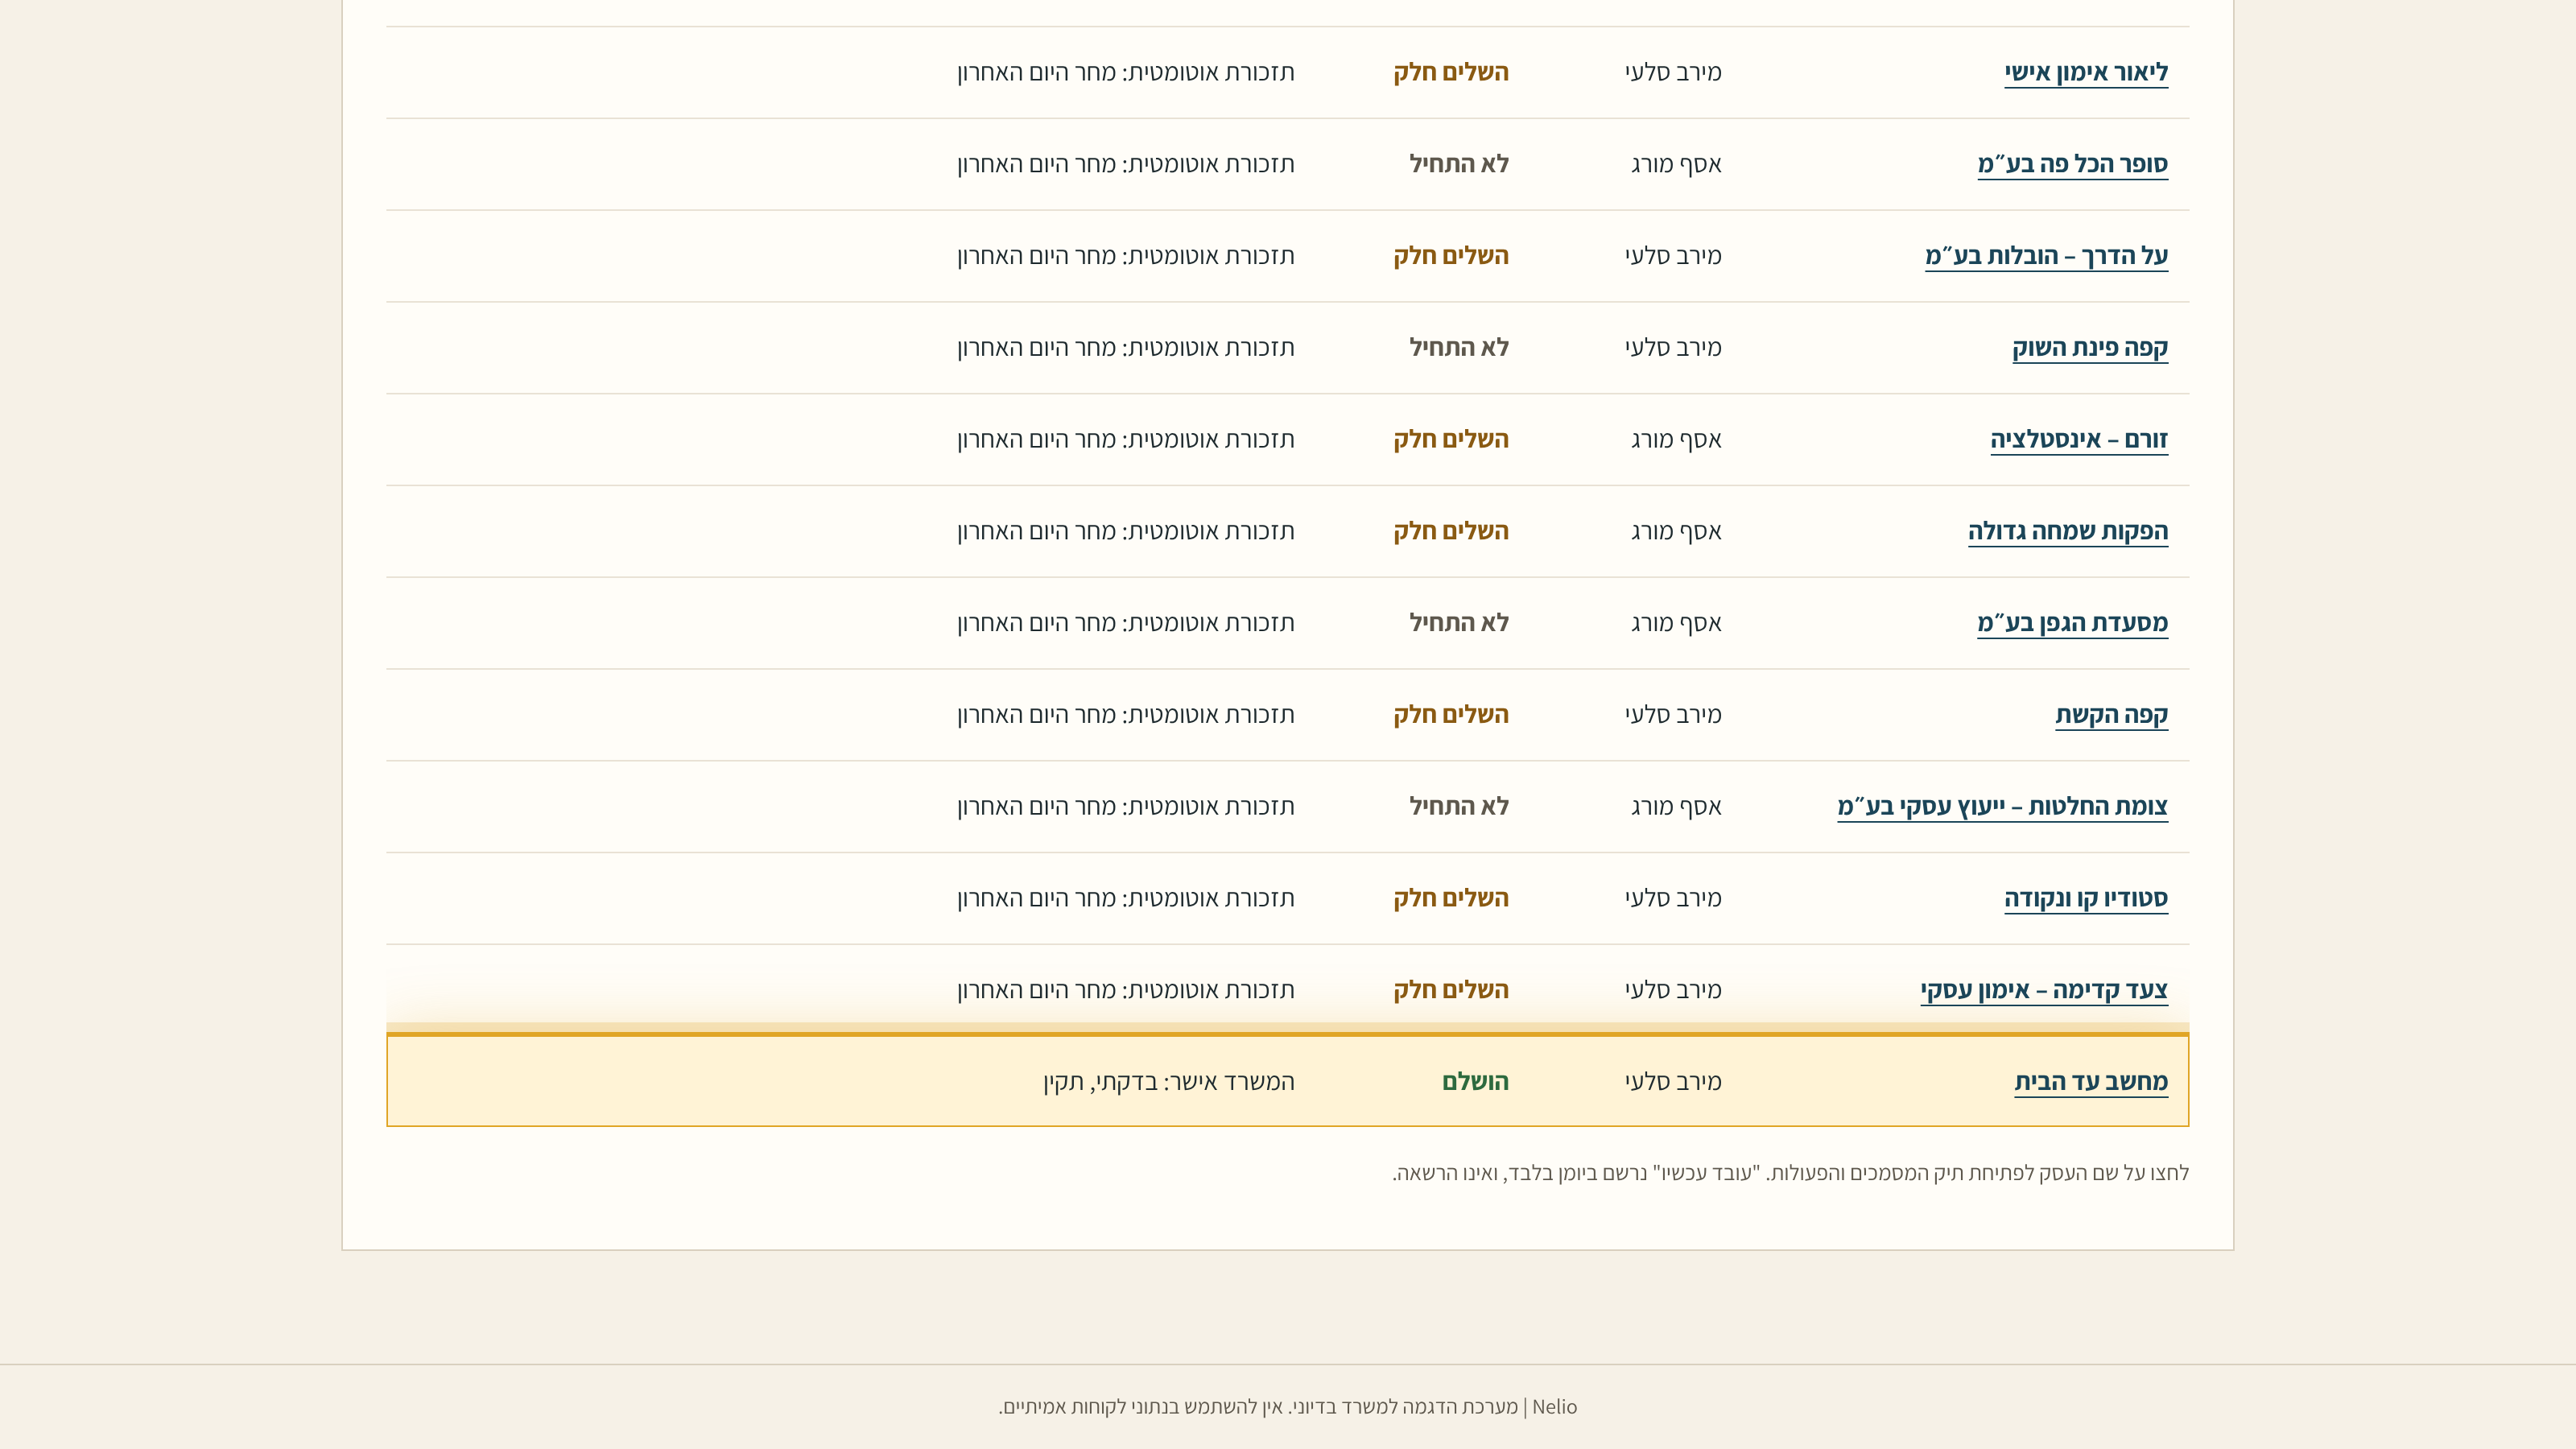 ליאור אימון אישי מירב סלעי השלים חלק תזכורת אוטומטית: מחר היום האחרון
סופר הכל פה בע״מ אסף מורג לא התחיל תזכורת אוטומטית: מחר היום האחרון
על הדרך – הובלות בע״מ מירב סלעי השלים חלק תזכורת אוטומטית: מחר היום האחרון
קפה פינת השוק מירב סלעי לא התחיל תזכורת אוטומטית: מחר היום האחרון
זורם – אינסטלציה אסף מורג השלים חלק תזכורת אוטומטית: מחר היום האחרון
הפקות שמחה גדולה אסף מורג השלים חלק תזכורת אוטומטית: מחר היום האחרון
מסעדת הגפן בע״מ אסף מורג לא התחיל תזכורת אוטומטית: מחר היום האחרון
קפה הקשת מירב סלעי השלים חלק תזכורת אוטומטית: מחר היום האחרון
צומת החלטות – ייעוץ עסקי בע״מ אסף מורג לא התחיל תזכורת אוטומטית: מחר היום האחרון
סטודיו קו ונקודה מירב סלעי השלים חלק תזכורת אוטומטית: מחר היום האחרון
צעד קדימה – אימון עסקי מירב סלעי השלים חלק תזכורת אוטומטית: מחר היום האחרון
מחשב עד הבית מירב סלעי הושלם המשרד אישר: בדקתי, תקין
לחצו על שם העסק לפתיחת תיק המסמכים והפעולות. "עובד עכשיו" נרשם ביומן בלבד, ואינו הרשאה.
Nelio | מערכת הדגמה למשרד בדיוני. אין להשתמש בנתוני לקוחות אמיתיים.